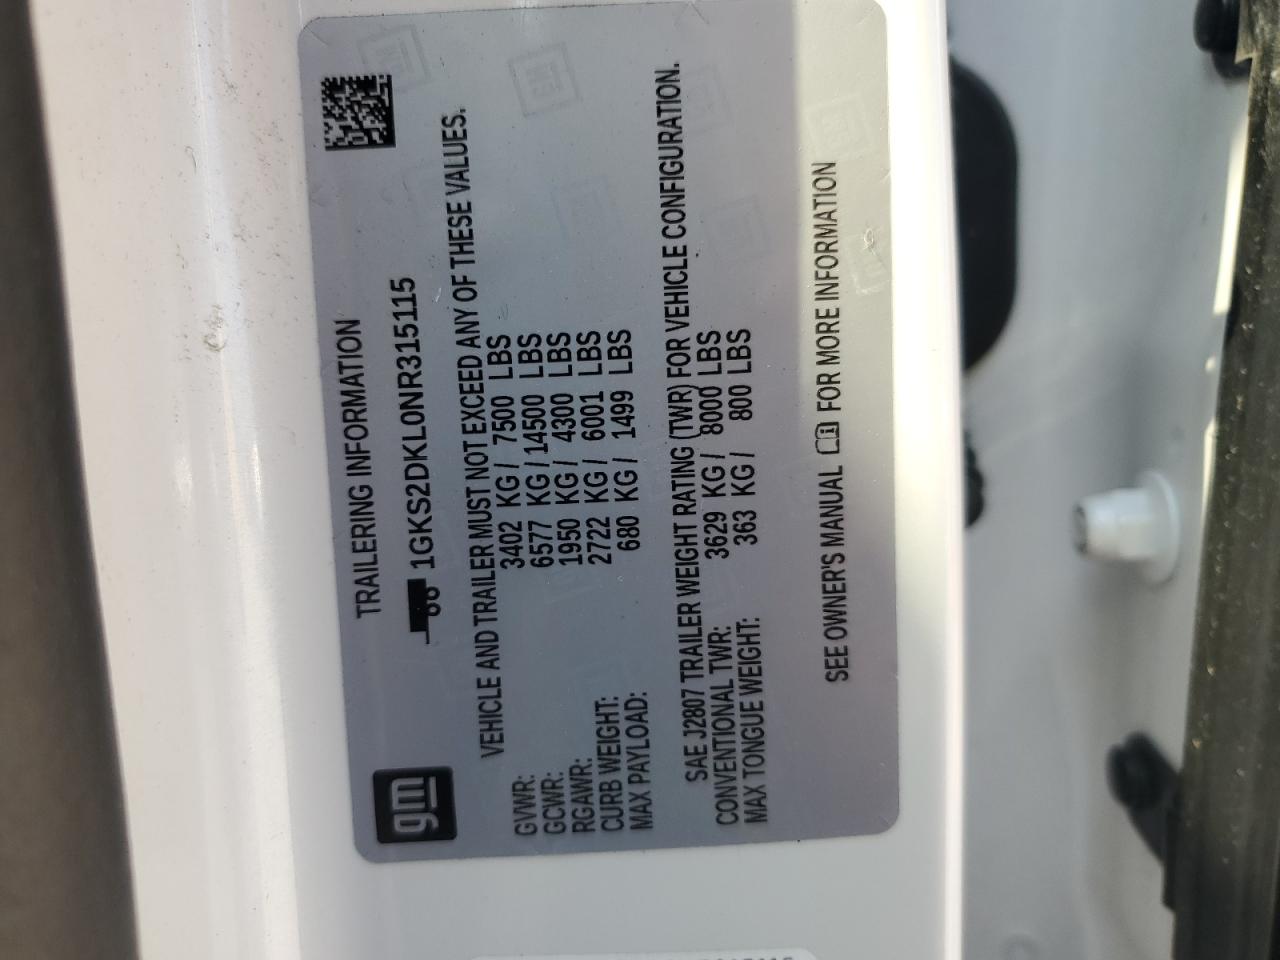 gm
TRAILERING INFORMATION
1GKS2DKL0NR315115
VEHICLE AND TRAILER MUST NOT EXCEED ANY OF THESE VALUES.
GVWR: 3402 KG / 7500 LBS
GCWR: 6577 KG / 14500 LBS
RGAWR: 1950 KG / 4300 LBS
CURB WEIGHT: 2722 KG / 6001 LBS
MAX PAYLOAD: 680 KG / 1499 LBS
SAE J2807 TRAILER WEIGHT RATING (TWR) FOR VEHICLE CONFIGURATION.
CONVENTIONAL TWR: 3629 KG / 8000 LBS
MAX TONGUE WEIGHT: 363 KG / 800 LBS
SEE OWNER'S MANUAL FOR MORE INFORMATION